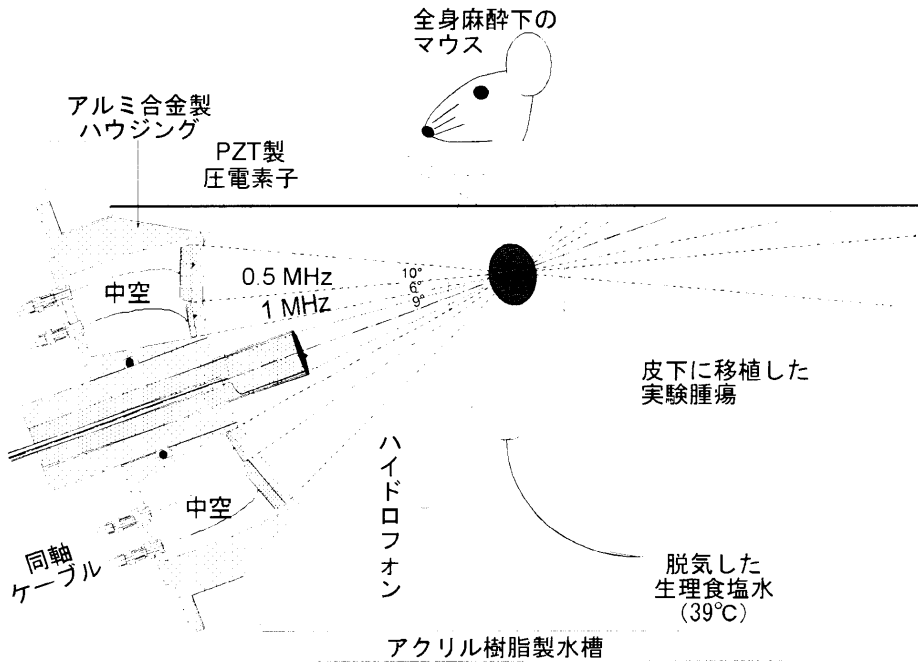 全身麻酔下の
マウス
アルミ合金製
ハウジング
PZT製
圧電素子
中空
0.5 MHz
1 MHz
10°
6°
9°
皮下に移植した
実験腫瘍
ハイドロフォン
中空
同軸
ケーブル
脱気した
生理食塩水
(39℃)
アクリル樹脂製水槽